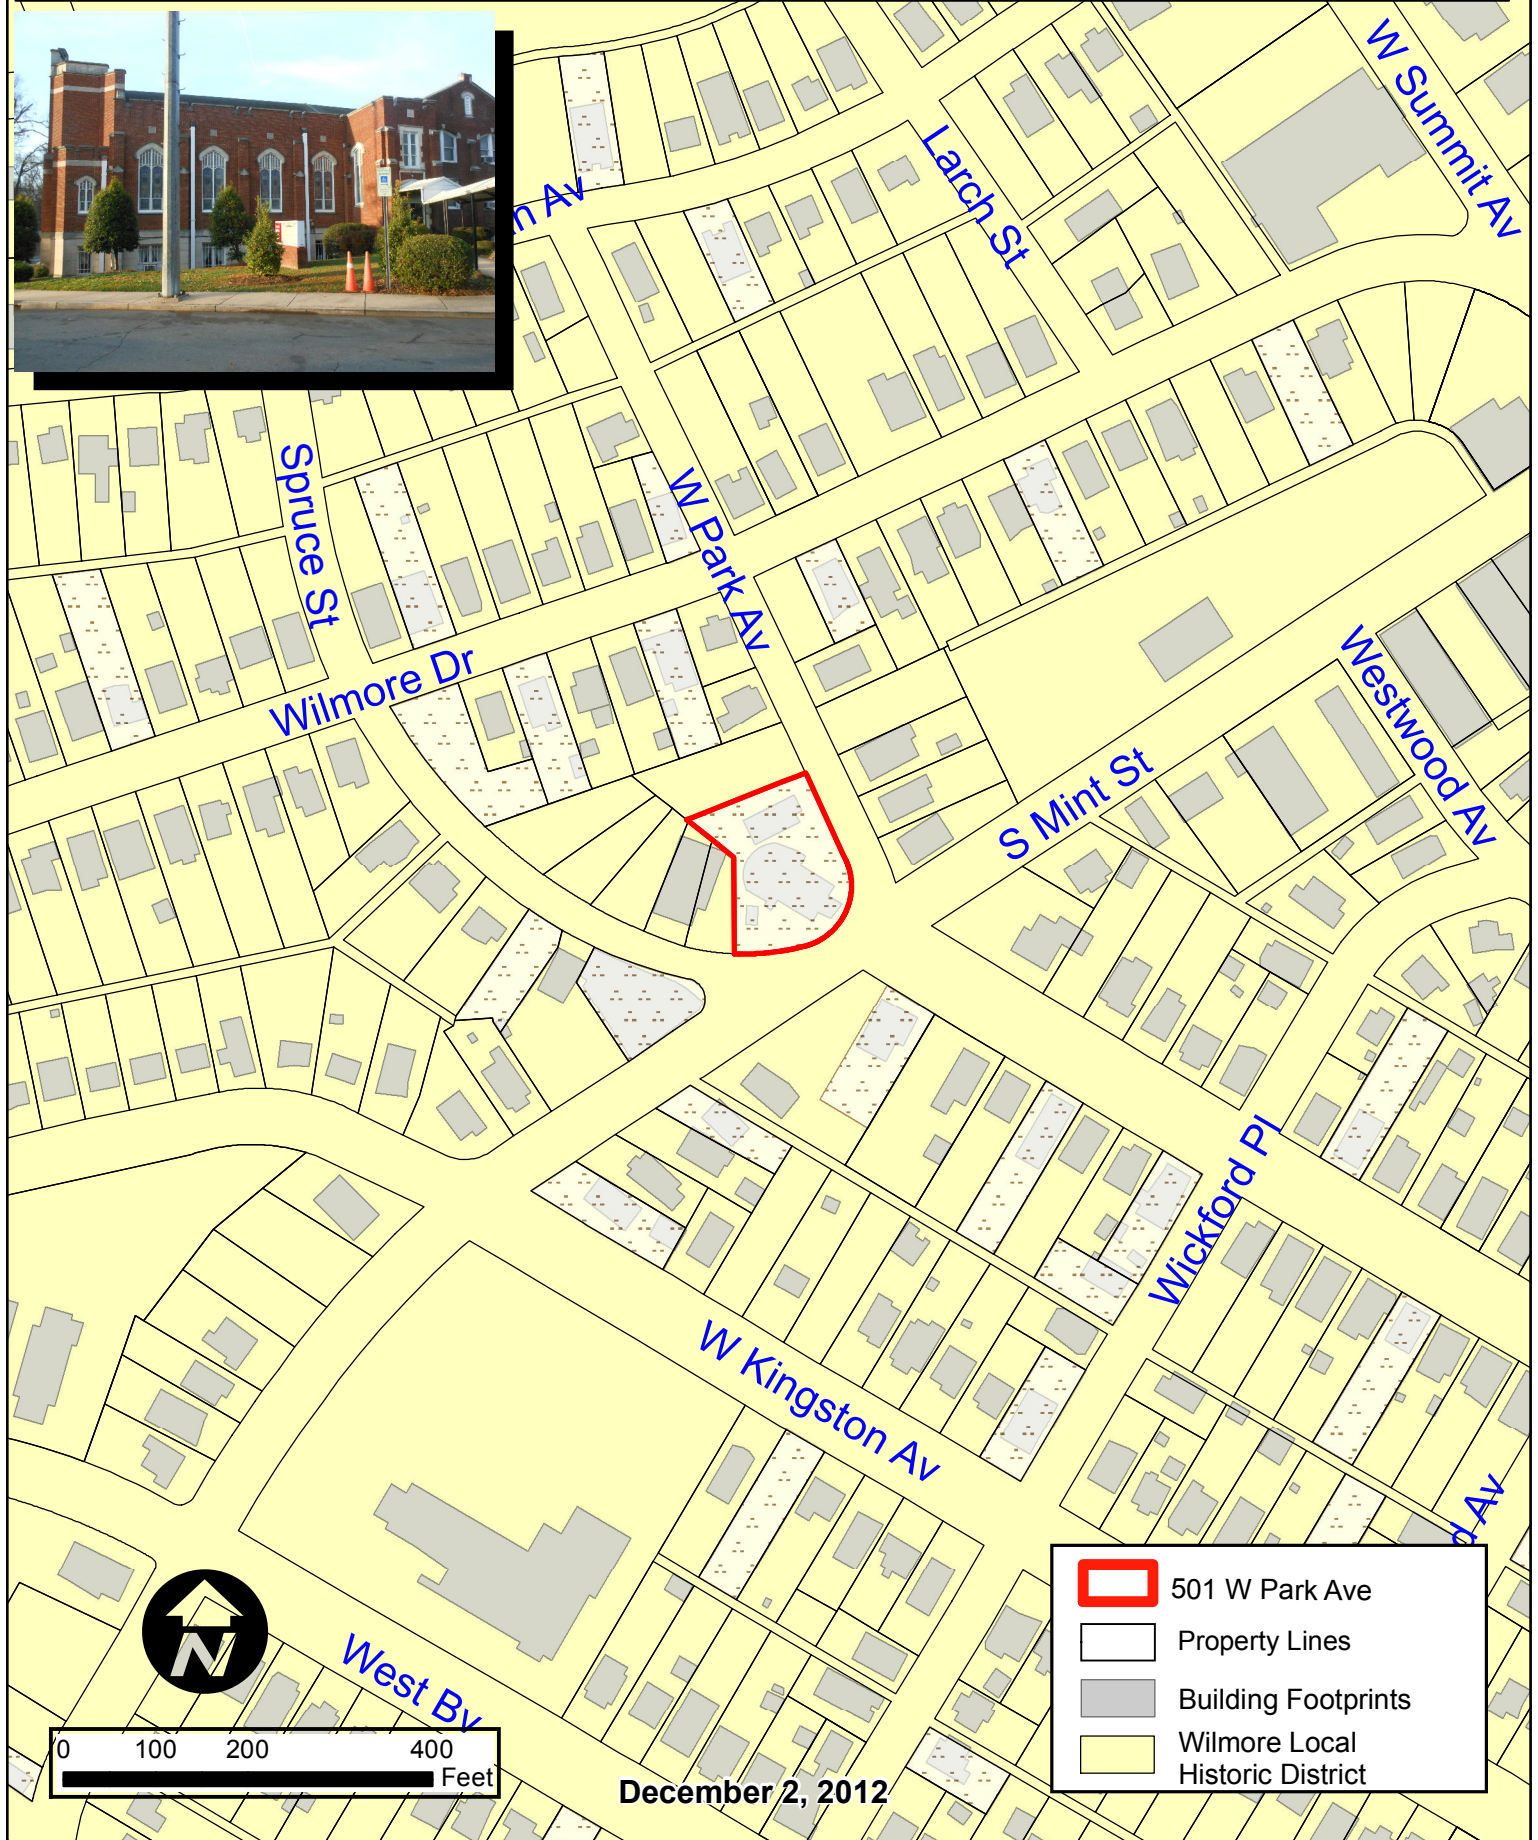 W Summit Av
Larch St
Spruce St
W Park Av
Wilmore Dr
Westwood Av
S Mint St
Wickford Pl
W Kingston Av
West Bv
d Av
501 W Park Ave
Property Lines
Building Footprints
Wilmore Local
Historic District
N
0 100 200 400
Feet
December 2, 2012